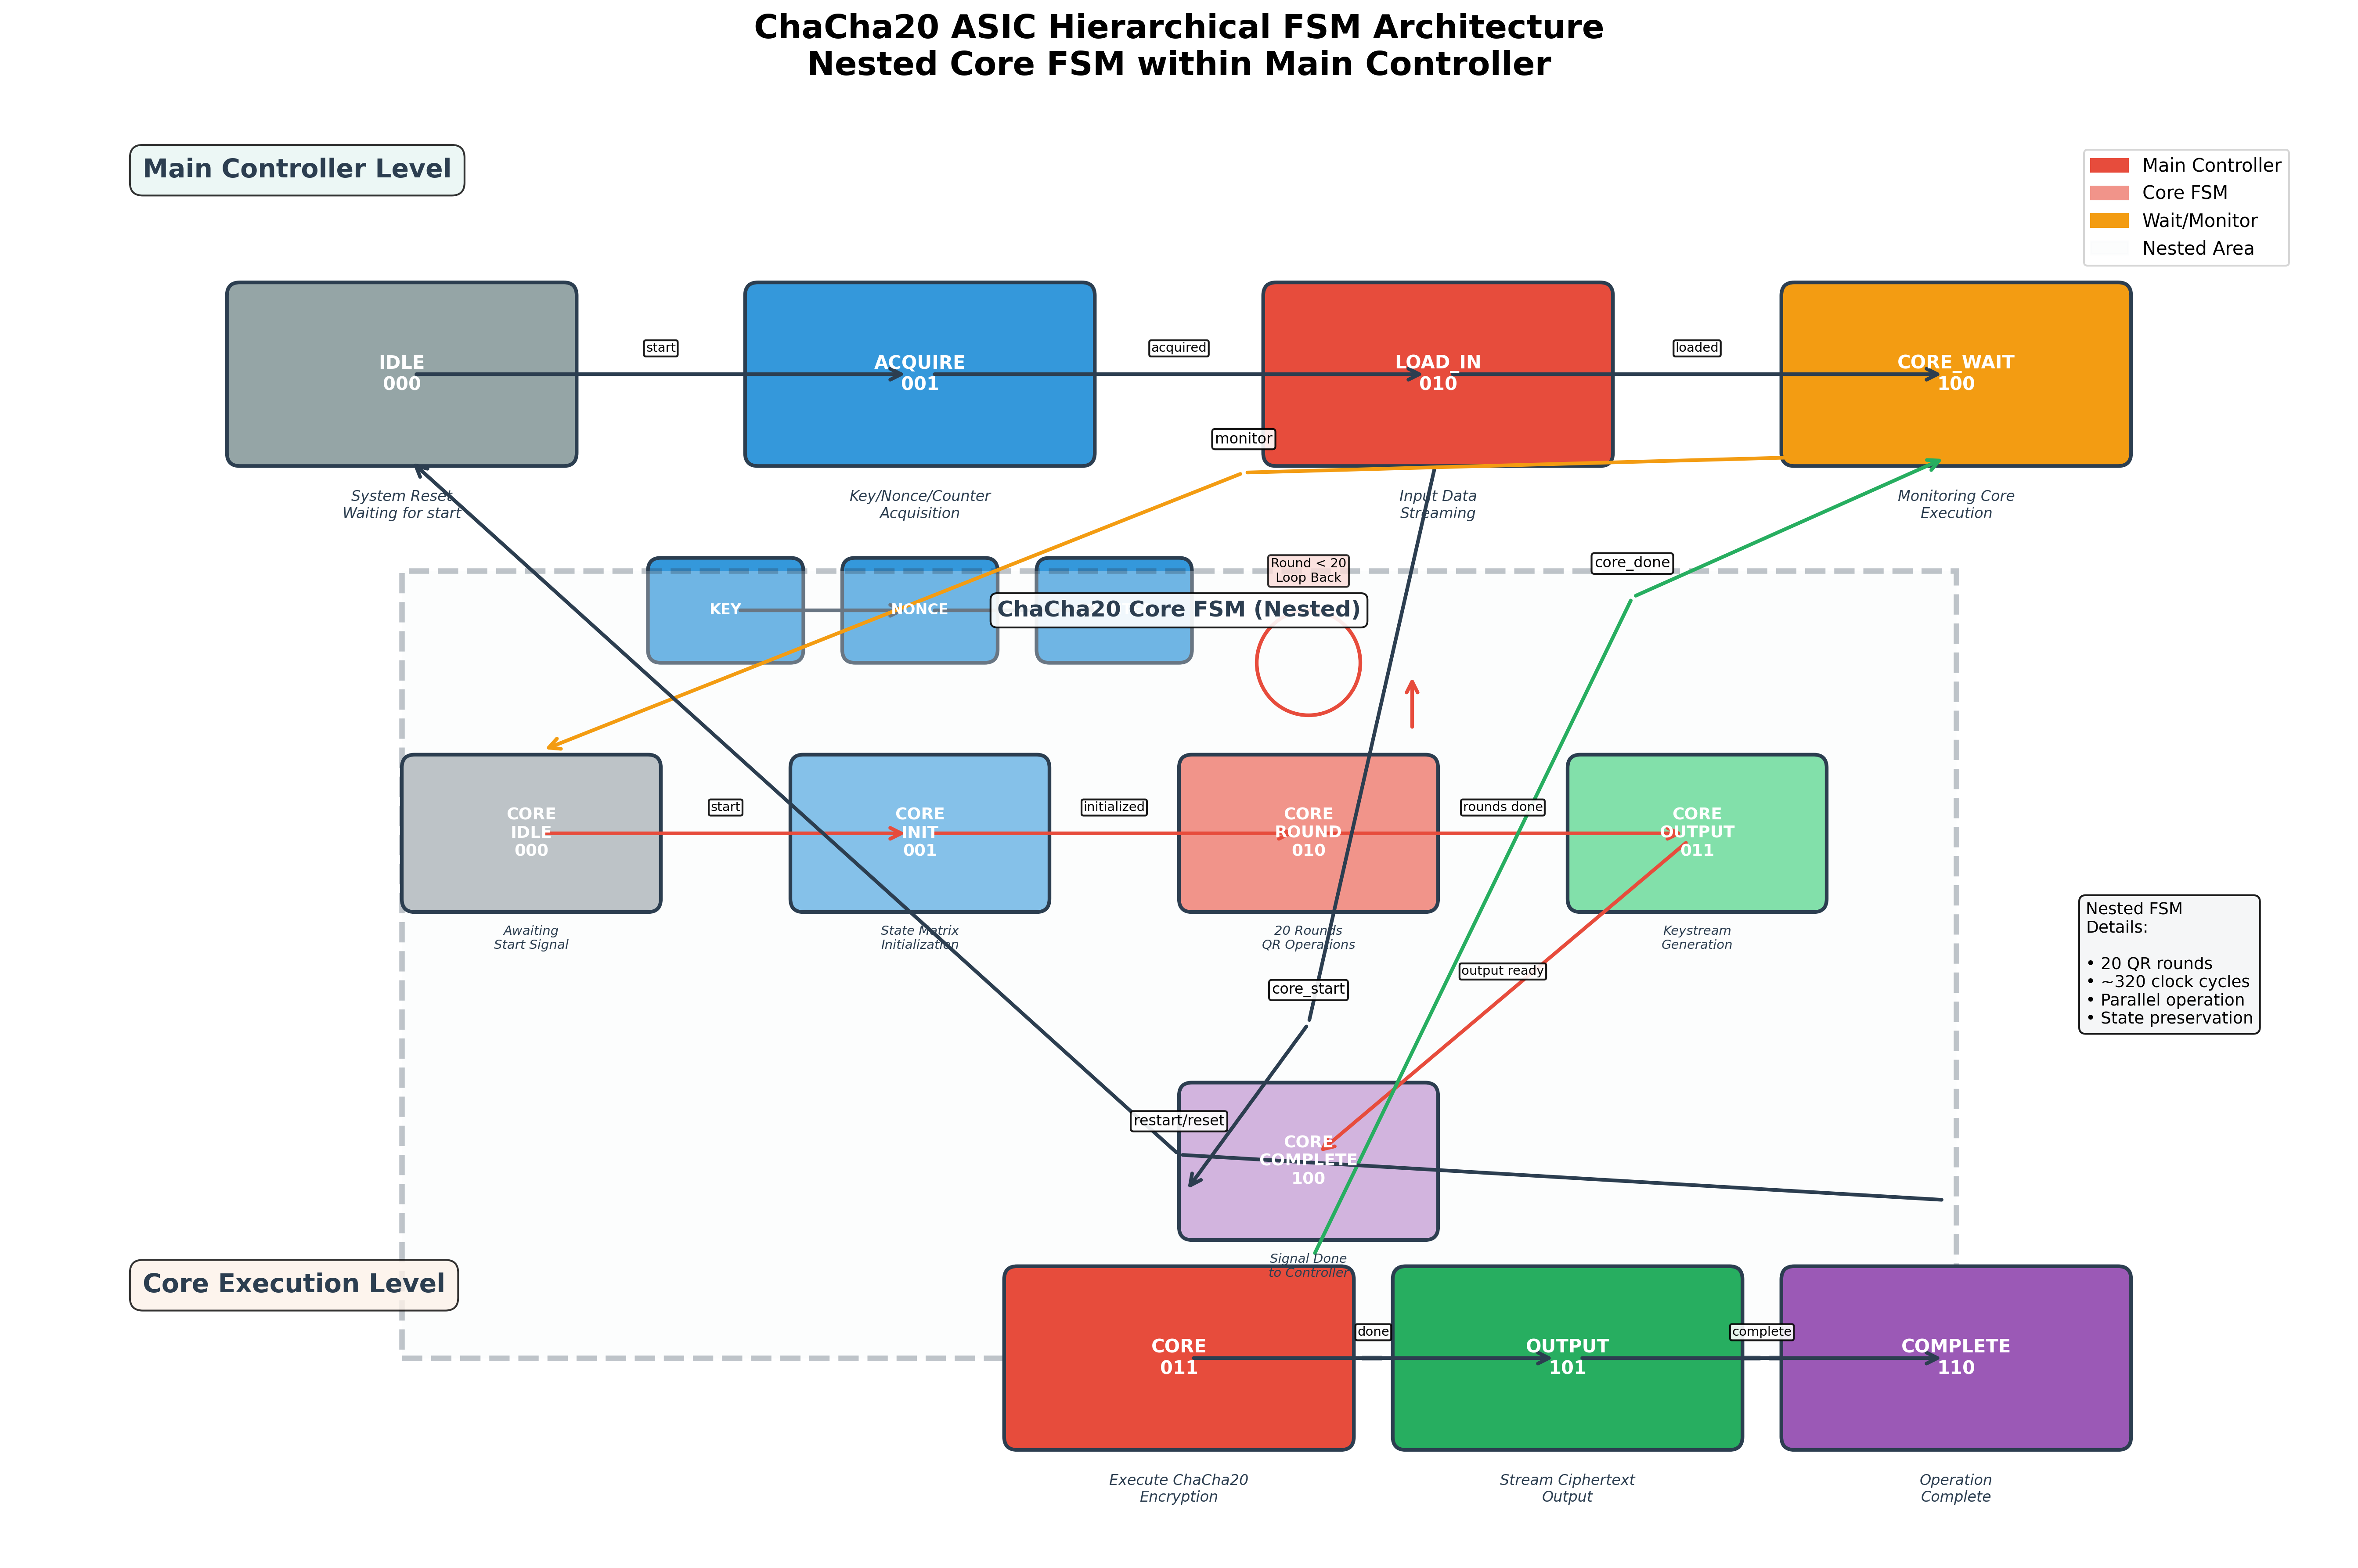 ChaCha20 ASIC Hierarchical FSM Architecture
Nested Core FSM within Main Controller
Main Controller Level
Main Controller
Core FSM
Wait/Monitor
Nested Area
IDLE
000
start
ACQUIRE
001
acquired
LOAD_IN
010
loaded
CORE_WAIT
100
monitor
System Reset
Waiting for start
Key/Nonce/Counter
Acquisition
Input Data
Streaming
Monitoring Core
Execution
core_done
Round < 20
Loop Back
KEY
NONCE
ChaCha20 Core FSM (Nested)
CORE
IDLE
000
start
CORE
INIT
001
initialized
CORE
ROUND
010
rounds done
CORE
OUTPUT
011
Awaiting
Start Signal
State Matrix
Initialization
20 Rounds
QR Operations
Keystream
Generation
Nested FSM
Details:
• 20 QR rounds
• ~320 clock cycles
• Parallel operation
• State preservation
output ready
core_start
restart/reset
CORE
COMPLETE
100
Signal Done
to Controller
Core Execution Level
CORE
011
done
OUTPUT
101
complete
COMPLETE
110
Execute ChaCha20
Encryption
Stream Ciphertext
Output
Operation
Complete